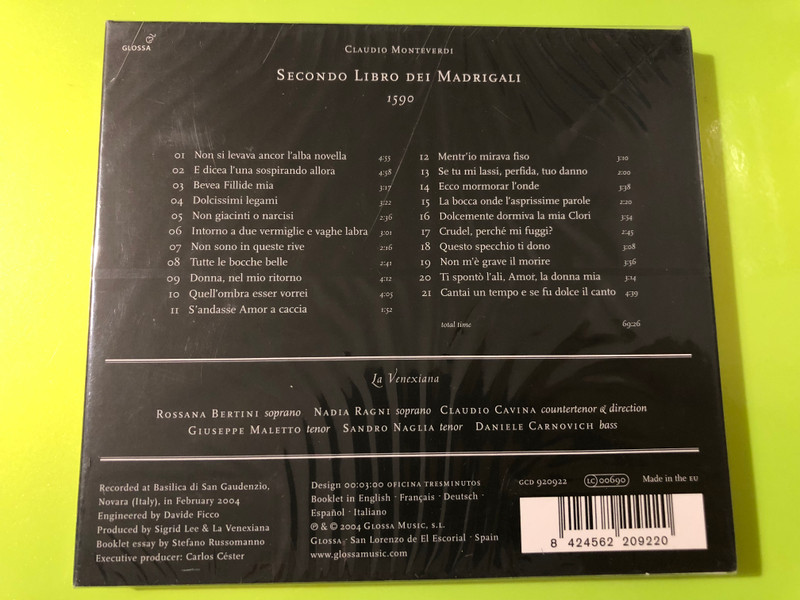 GLOSSA
CLAUDIO MONTEVERDI
SECONDO LIBRO DEI MADRIGALI
1590
01 Non si levava ancor l'alba novella 4:55
02 E dicea l'una sospirando allora 4:58
03 Bevea Fillide mia 3:17
04 Dolcissimi legami 3:22
05 Non giacinti o narcisi 2:36
06 Intorno a due vermiglie e vaghe labra 3:01
07 Non sono in queste rive 2:16
08 Tutte le bocche belle 2:41
09 Donna, nel mio ritorno 4:12
10 Quell'ombra esser vorrei 4:05
11 S'andasse Amor a caccia 1:52
12 Mentr'io mirava fiso 3:10
13 Se tu mi lassi, perfida, tuo danno 2:00
14 Ecco mormorar l'onde 3:38
15 La bocca onde l'asprissime parole 2:20
16 Dolcemente dormiva la mia Clori 3:54
17 Crudel, perché mi fuggi? 2:45
18 Questo specchio ti dono 3:08
19 Non m'è grave il morire 3:36
20 Ti spontò l'ali, Amor, la donna mia 3:14
21 Cantai un tempo e se fu dolce il canto 4:39
total time 69:26
La Venexiana
ROSSANA BERTINI soprano NADIA RAGNI soprano CLAUDIO CAVINA countertenor & direction
GIUSEPPE MALETTO tenor SANDRO NAGLIA tenor DANIELE CARNOVICH bass
Recorded at Basilica di San Gaudenzio,
Novara (Italy), in February 2004
Engineered by Davide Ficco
Produced by Sigrid Lee & La Venexiana
Booklet essay by Stefano Russomanno
Executive producer: Carlos Céster
Design 00:03:00 OFICINA TRESMINUTOS
Booklet in English · Français · Deutsch ·
Español · Italiano
℗ & © 2004 GLOSSA MUSIC, S.L.
GLOSSA · San Lorenzo de El Escorial · Spain
www.glossamusic.com
GCD 920922 LC 00690 Made in the EU
8 424562 209220